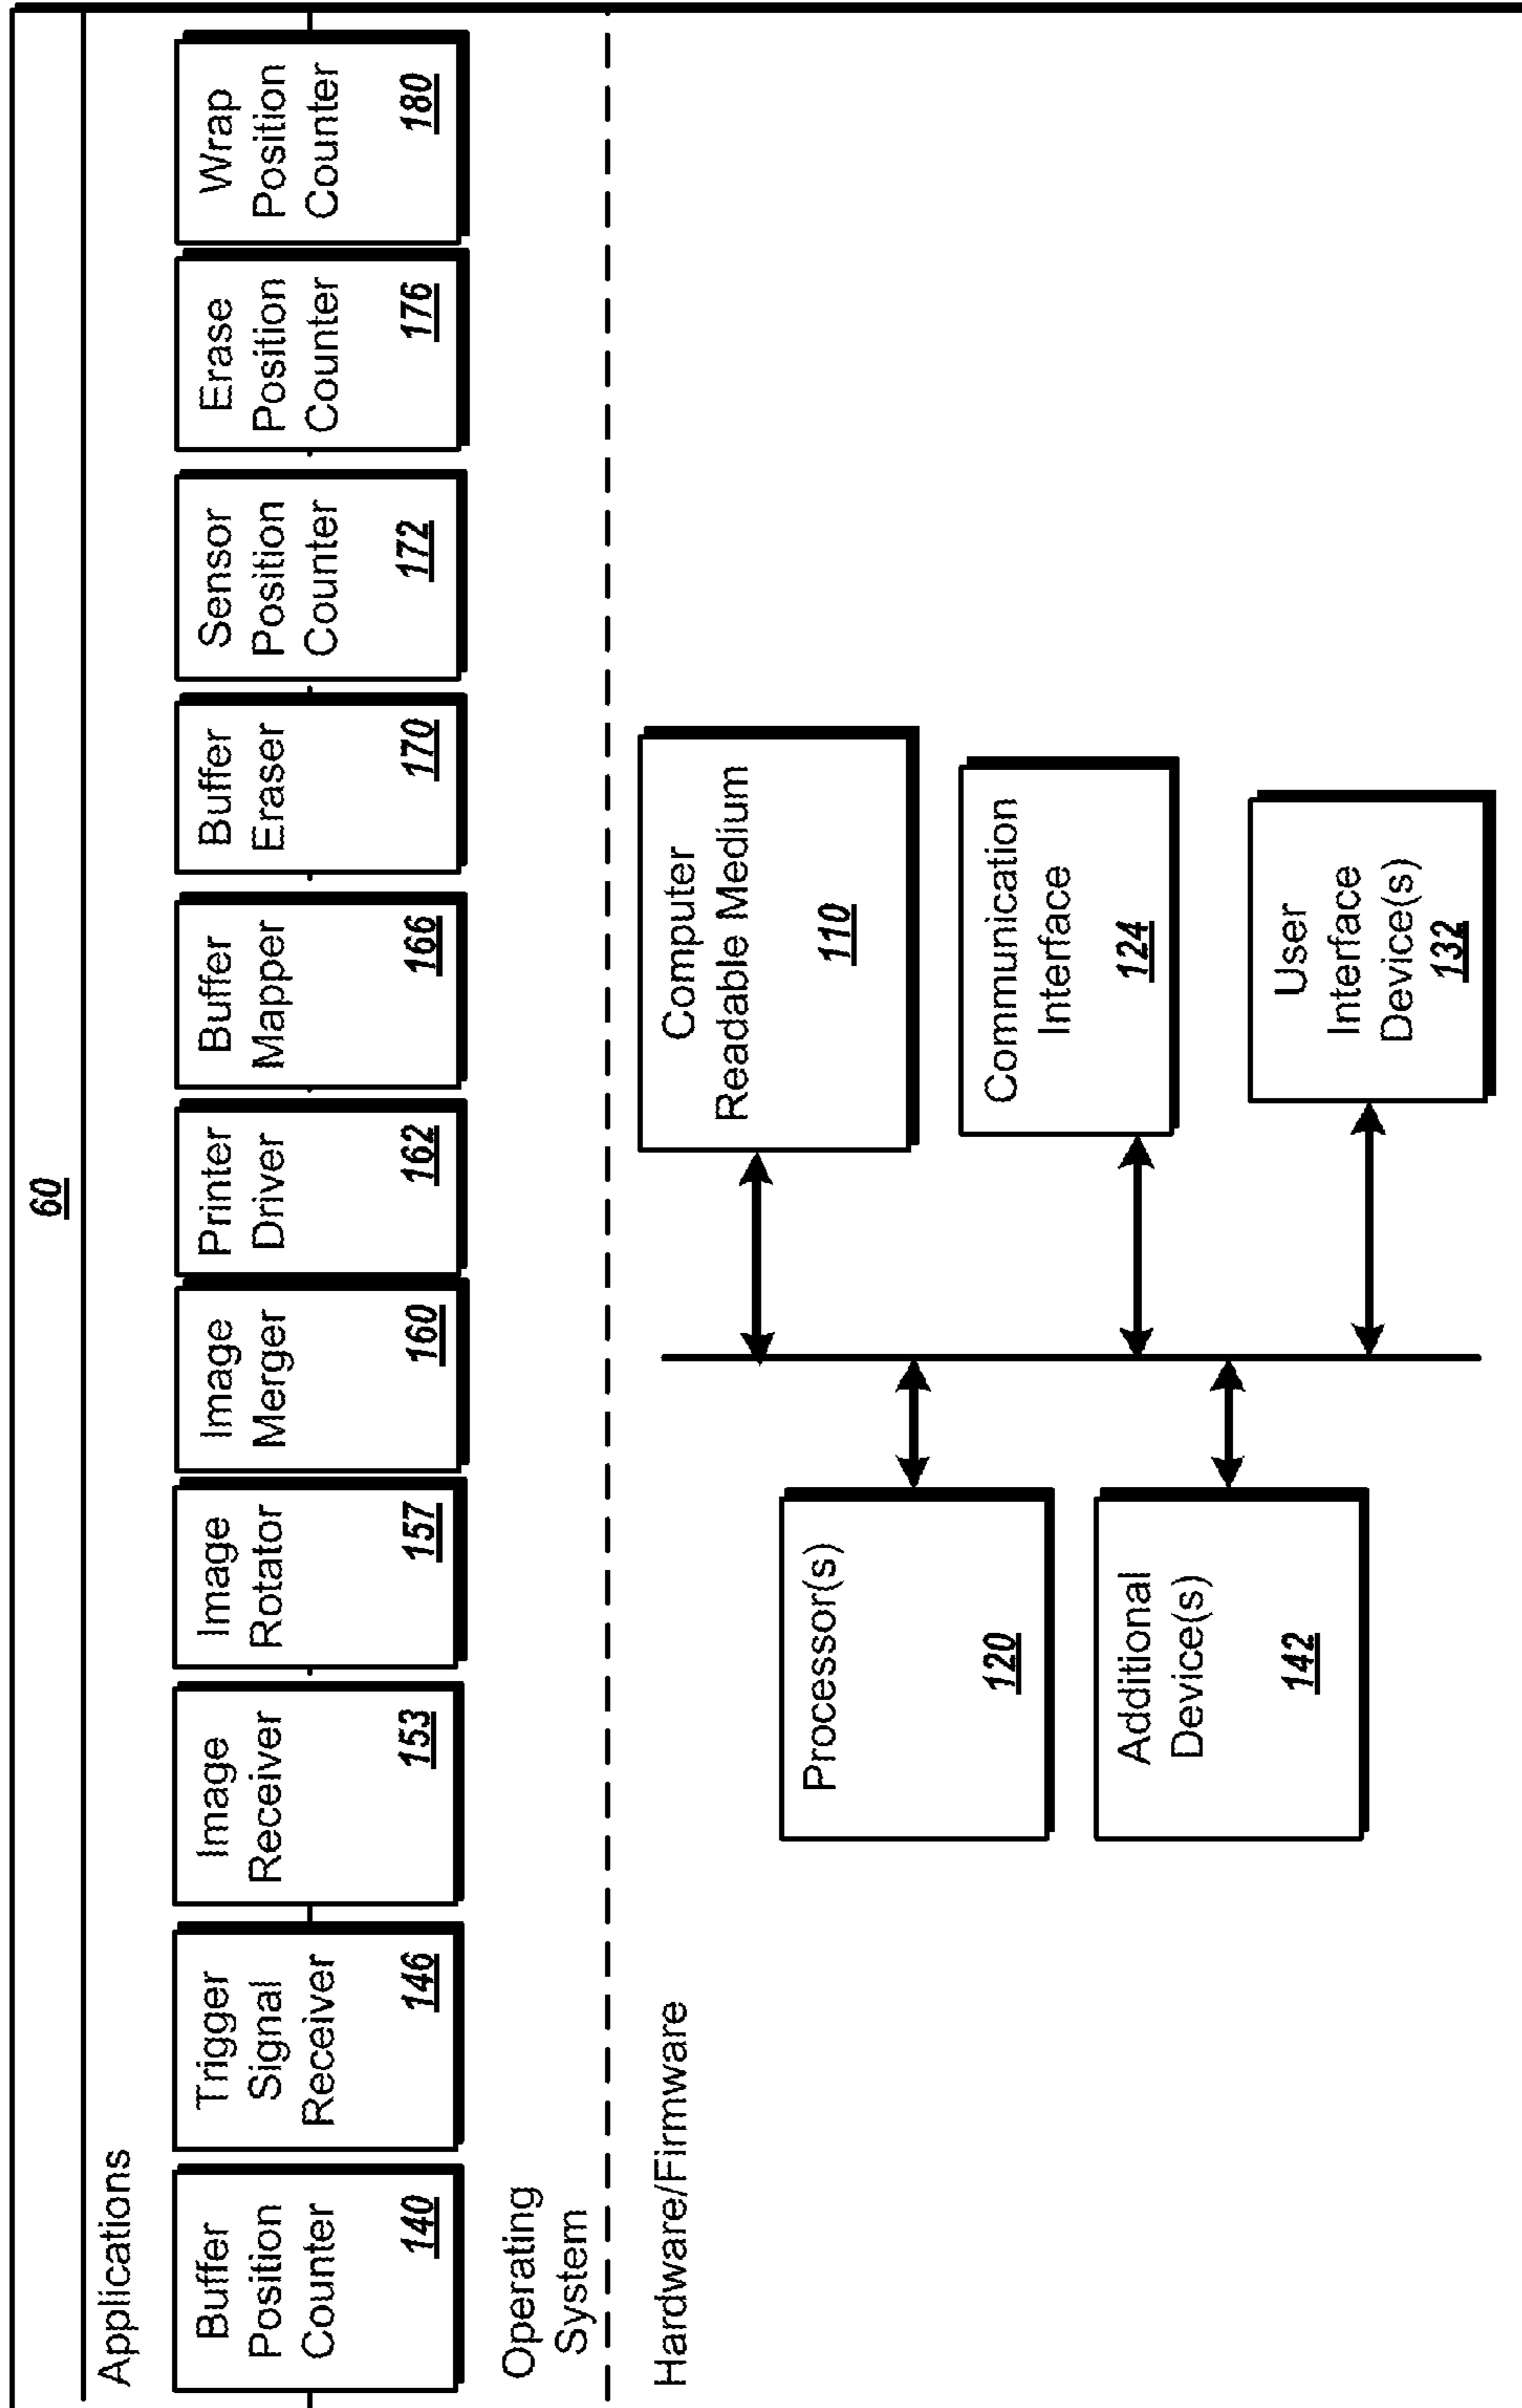 60
Applications
Buffer
Position
Counter
140
Trigger
Signal
Receiver
146
Image
Receiver
153
Image
Rotator
157
Image
Merger
160
Printer
Driver
162
Buffer
Mapper
166
Buffer
Eraser
170
Sensor
Position
Counter
172
Erase
Position
Counter
176
Wrap
Position
Counter
180
Operating
System
Hardware/Firmware
Processor(s)
120
Computer
Readable Medium
110
Communication
Interface
124
Additional
Device(s)
142
User
Interface
Device(s)
132